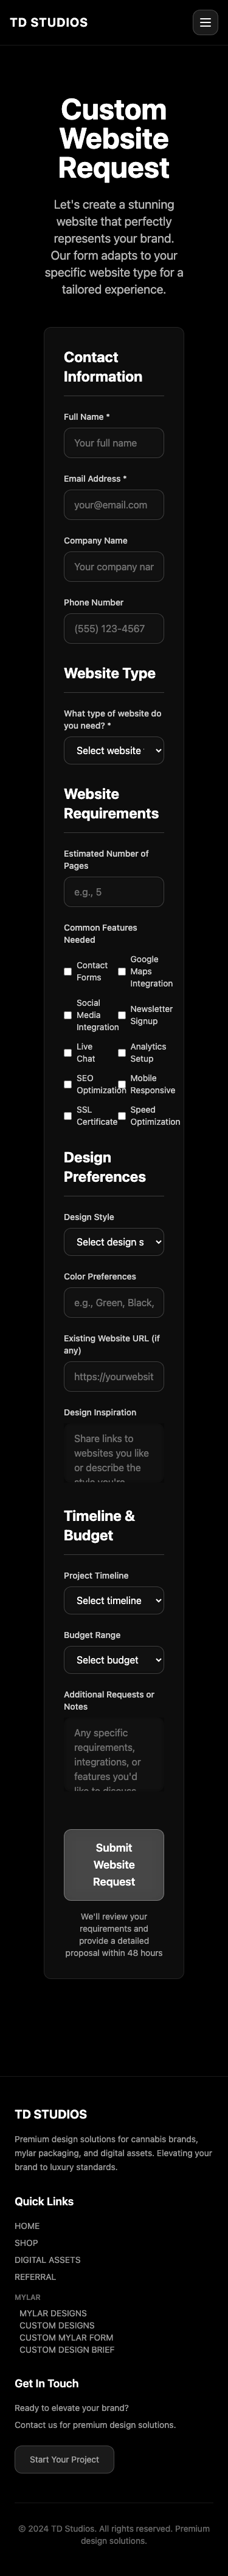 TD STUDIOS
Custom
Website
Request
Let's create a stunning
website that perfectly
represents your brand.
Our form adapts to your
specific website type for a
tailored experience.
Contact
Information
Full Name *
Your full name
Email Address *
your@email.com
Company Name
Your company nar
Phone Number
(555) 123-4567
Website Type
What type of website do
you need? *
Select website
Website
Requirements
Estimated Number of
Pages
e.g., 5
Common Features
Needed
Contact
Forms
Google
Maps
Integration
Social
Media
Integration
Newsletter
Signup
Live
Chat
Analytics
Setup
SEO
Optimization
Mobile
Responsive
SSL
Certificate
Speed
Optimization
Design
Preferences
Design Style
Select design s
Color Preferences
e.g., Green, Black,
Existing Website URL (if
any)
https://yourwebsit
Design Inspiration
Share links to
websites you like
or describe the
style you're
Timeline &
Budget
Project Timeline
Select timeline
Budget Range
Select budget
Additional Requests or
Notes
Any specific
requirements,
integrations, or
features you'd
like to discuss
Submit
Website
Request
We'll review your
requirements and
provide a detailed
proposal within 48 hours
TD STUDIOS
Premium design solutions for cannabis brands,
mylar packaging, and digital assets. Elevating your
brand to luxury standards.
Quick Links
HOME
SHOP
DIGITAL ASSETS
REFERRAL
MYLAR
MYLAR DESIGNS
CUSTOM DESIGNS
CUSTOM MYLAR FORM
CUSTOM DESIGN BRIEF
Get In Touch
Ready to elevate your brand?
Contact us for premium design solutions.
Start Your Project
© 2024 TD Studios. All rights reserved. Premium
design solutions.